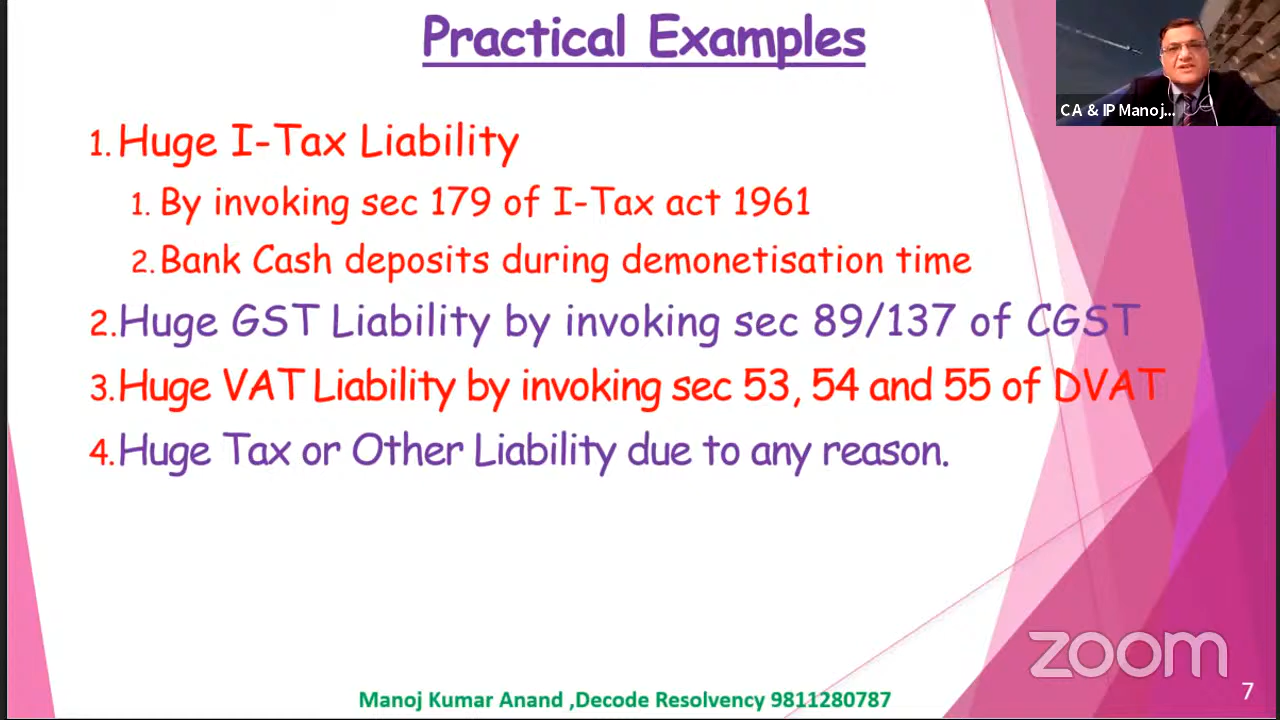 Practical Examples
CA & IP Manoj...
1. Huge I-Tax Liability
1. By invoking sec 179 of I-Tax act 1961
2. Bank Cash deposits during demonetisation time
2. Huge GST Liability by invoking sec 89/137 of CGST
3. Huge VAT Liability by invoking sec 53, 54 and 55 of DVAT
4. Huge Tax or Other Liability due to any reason.
zoom
Manoj Kumar Anand ,Decode Resolvency 9811280787
7